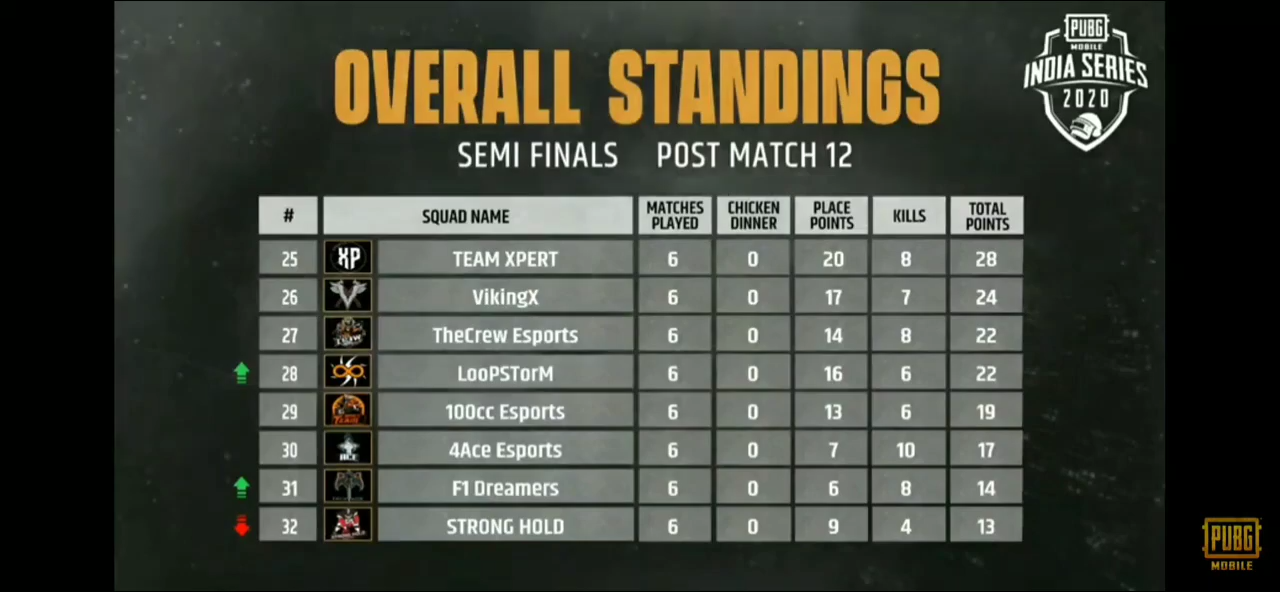 PUBG
MOBILE
INDIA SERIES
2020
OVERALL STANDINGS
SEMI FINALS POST MATCH 12
# SQUAD NAME MATCHES PLAYED CHICKEN DINNER PLACE POINTS KILLS TOTAL POINTS
25 XP TEAM XPERT 6 0 20 8 28
26 VikingX 6 0 17 7 24
27 TheCrew Esports 6 0 14 8 22
28 LooPSTorM 6 0 16 6 22
29 100cc Esports 6 0 13 6 19
30 ACE 4Ace Esports 6 0 7 10 17
31 F1 Dreamers 6 0 6 8 14
32 STRONG HOLD 6 0 9 4 13
PUBG
MOBILE